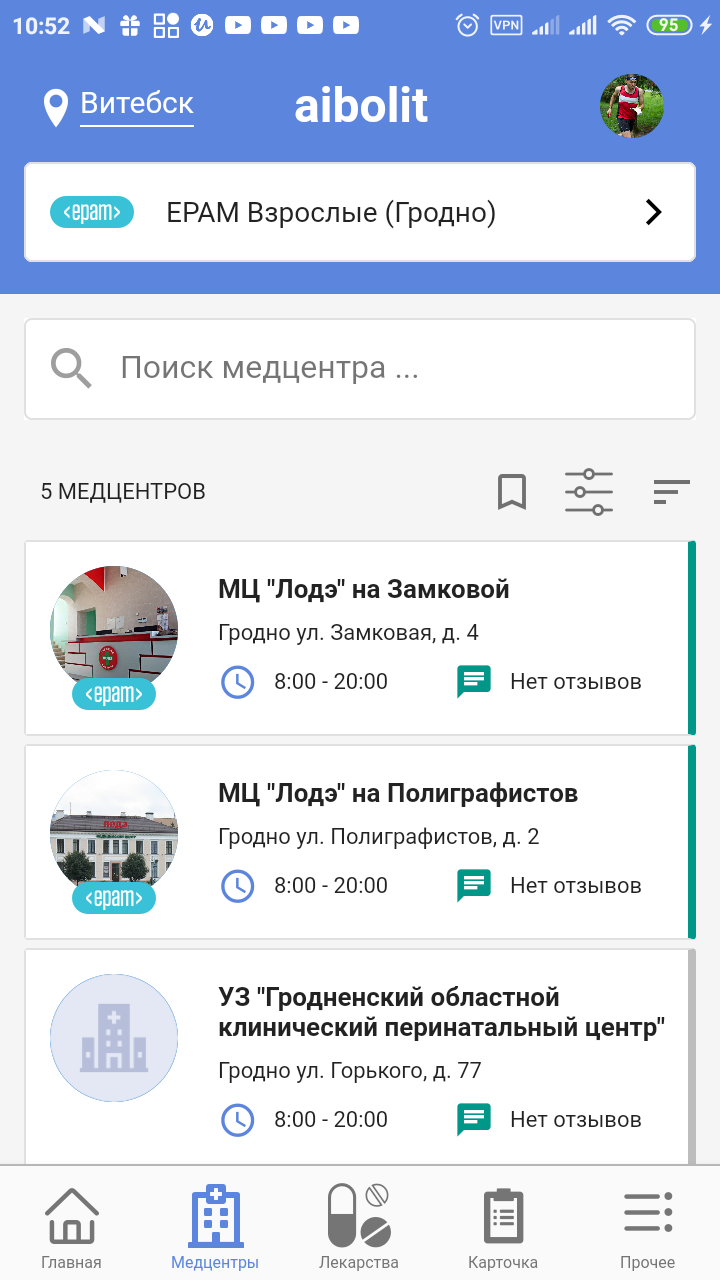 10:52
VPN
95
Витебск
aibolit
<epam>
EPAM Взрослые (Гродно)
Поиск медцентра ...
5 МЕДЦЕНТРОВ
МЦ "Лодэ" на Замковой
Гродно ул. Замковая, д. 4
<epam>
8:00 - 20:00
Нет отзывов
МЦ "Лодэ" на Полиграфистов
Гродно ул. Полиграфистов, д. 2
<epam>
8:00 - 20:00
Нет отзывов
УЗ "Гродненский областной
клинический перинатальный центр"
Гродно ул. Горького, д. 77
8:00 - 20:00
Нет отзывов
Главная
Медцентры
Лекарства
Карточка
Прочее